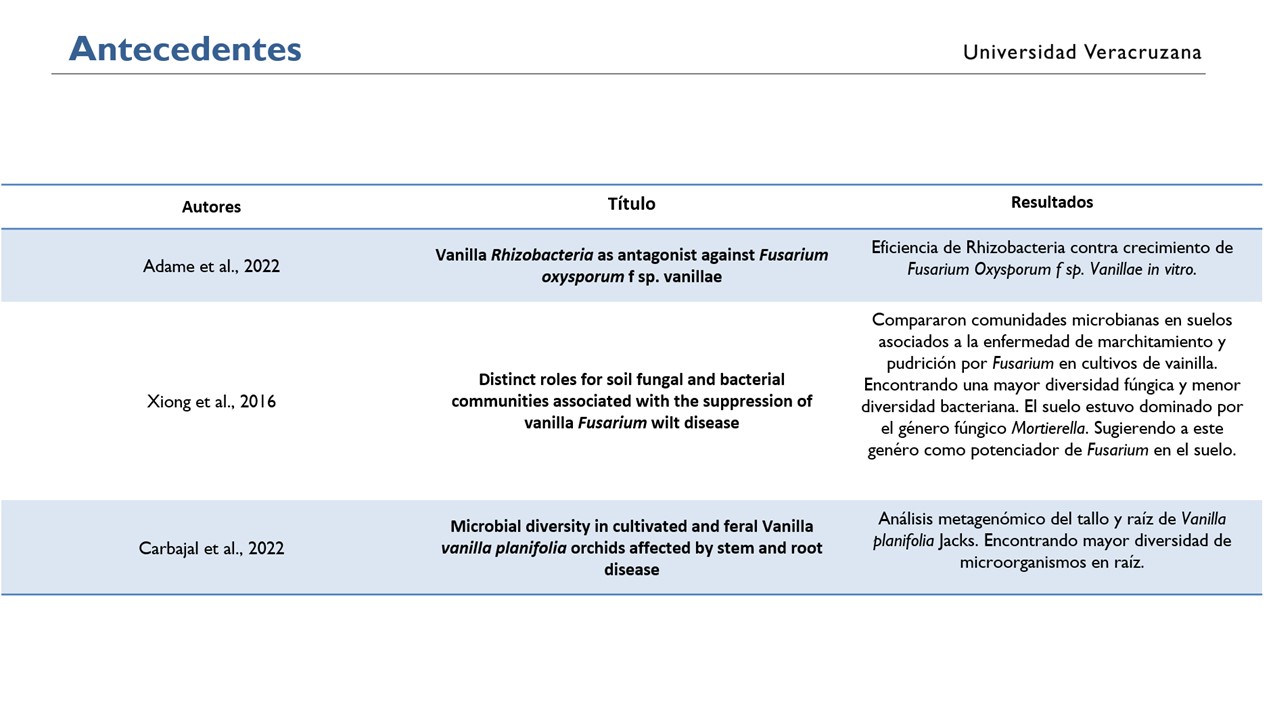 Antecedentes
Universidad Veracruzana
Autores
Título
Resultados
Adame et al., 2022
Vanilla Rhizobacteria as antagonist against Fusarium
oxysporum f sp. vanillae
Eficiencia de Rhizobacteria contra crecimiento de
Fusarium Oxysporum f sp. Vanillae in vitro.
Xiong et al., 2016
Distinct roles for soil fungal and bacterial
communities associated with the suppression of
vanilla Fusarium wilt disease
Compararon comunidades microbianas en suelos
asociados a la enfermedad de marchitamiento y
pudrición por Fusarium en cultivos de vainilla.
Encontrando una mayor diversidad fúngica y menor
diversidad bacteriana. El suelo estuvo dominado por
el género fúngico Mortierella. Sugierendo a este
genéro como potenciador de Fusarium en el suelo.
Carbajal et al., 2022
Microbial diversity in cultivated and feral Vanilla
vanilla planifolia orchids affected by stem and root
disease
Análisis metagenómico del tallo y raíz de Vanilla
planifolia Jacks. Encontrando mayor diversidad de
microorganismos en raíz.